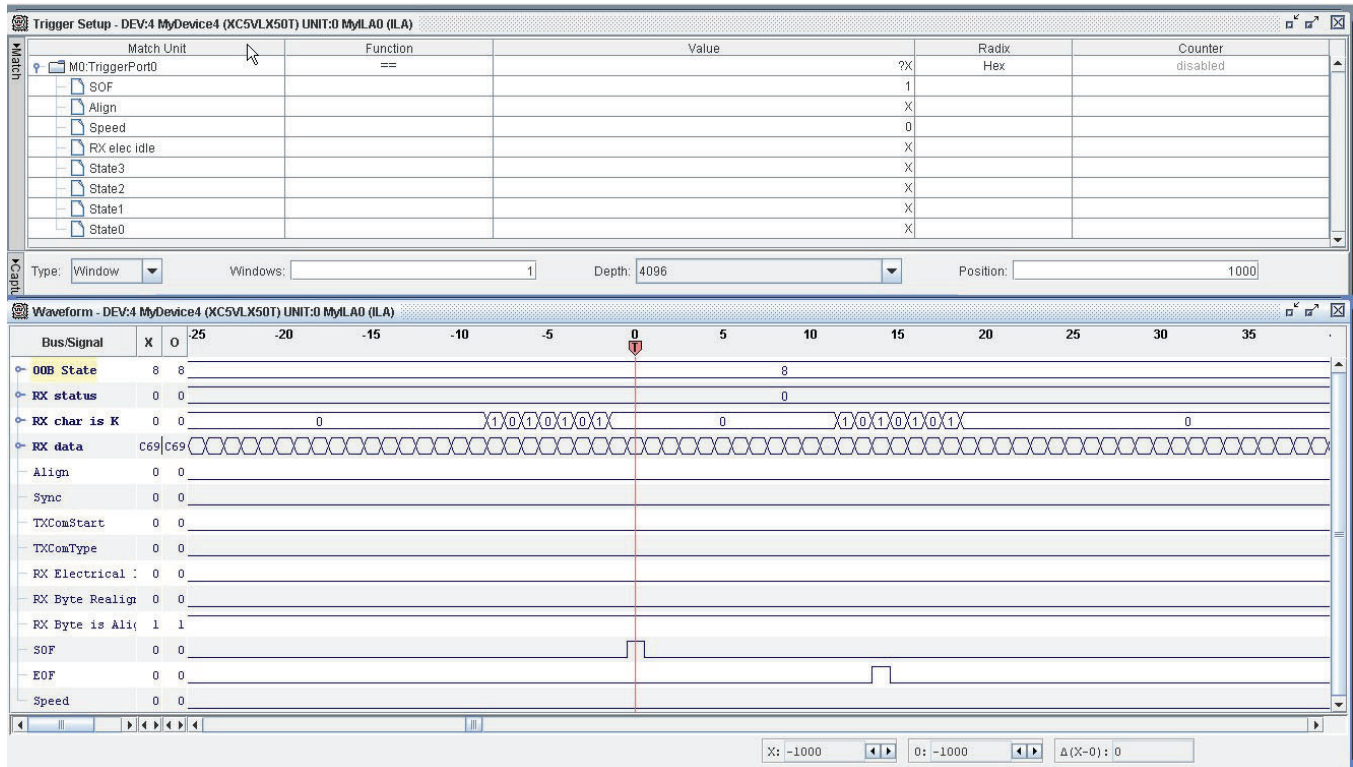 Trigger Setup - DEV:4 MyDevice4 (XC5VLX50T) UNIT:0 MyILA0 (ILA)
Match Unit Function Value Radix Counter
Match
M0:TriggerPort0 == ?X Hex disabled
SOF 1
Align X
Speed 0
RX elec idle X
State3 X
State2 X
State1 X
State0 X
Captu
Type: Window Windows: 1 Depth: 4096 Position: 1000
Waveform - DEV:4 MyDevice4 (XC5VLX50T) UNIT:0 MyILA0 (ILA)
Bus/Signal X O -25 -20 -15 -10 -5 0 5 10 15 20 25 30 35
T
OOB State 8 8 8
RX status 0 0 0
RX char is K 0 0 0 1 0 1 0 1 0 1 0 1 0 1 0 1 0 1 0
RX data C69 C69
Align 0 0
Sync 0 0
TXComStart 0 0
TXComType 0 0
RX Electrical 0 0
RX Byte Realign 0 0
RX Byte is Alig 1 1
SOF 0 0
EOF 0 0
Speed 0 0
X: -1000 O: -1000 Δ(X-O): 0